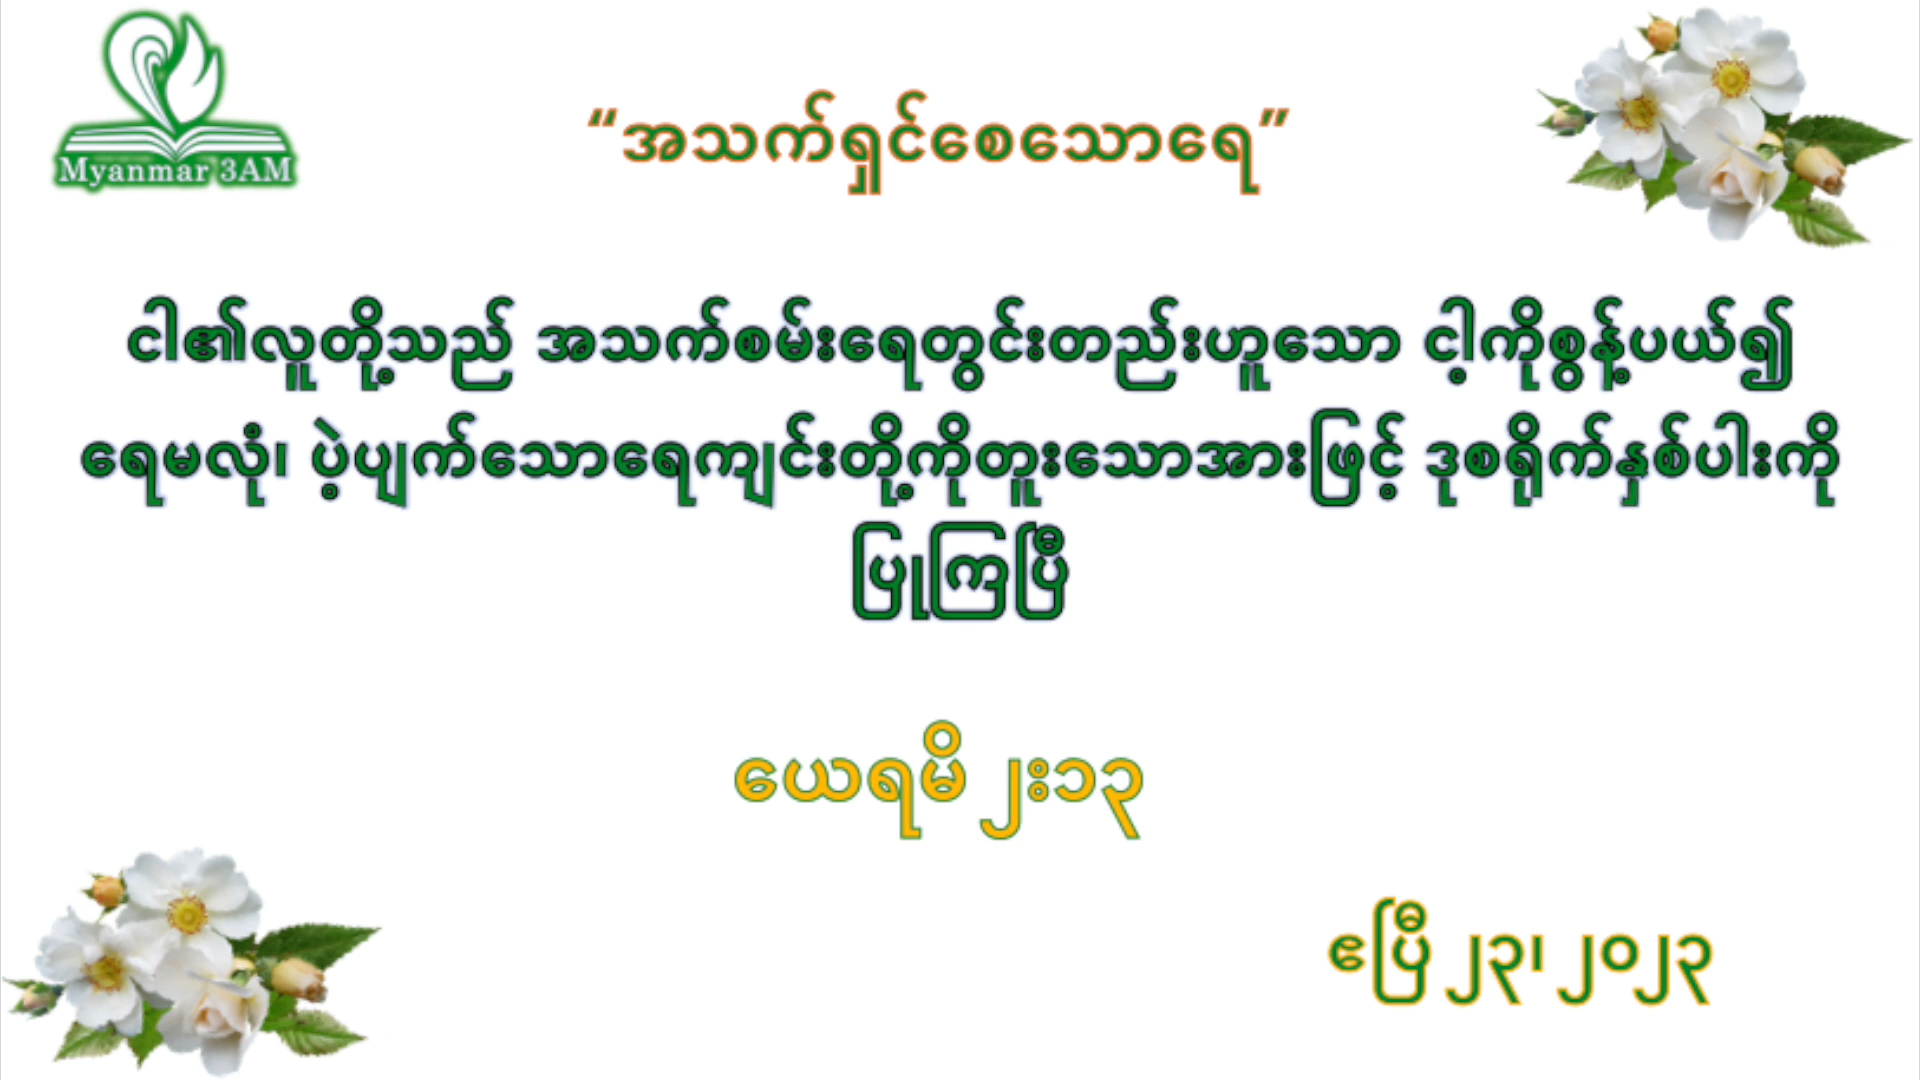 Myanmar 3AM
“အသက်ရှင်စေသောရေ”
ငါ၏လူတို့သည် အသက်စမ်းရေတွင်းတည်းဟူသော ငါ့ကိုစွန့်ပယ်၍
ရေမလုံ၊ ပဲ့ပျက်သောရေကျင်းတို့ကိုတူးသောအားဖြင့် ဒုစရိုက်နှစ်ပါးကို
ပြုကြပြီ
ယေရမိ ၂း၁၃
ဧပြီ ၂၃၊ ၂၀၂၃